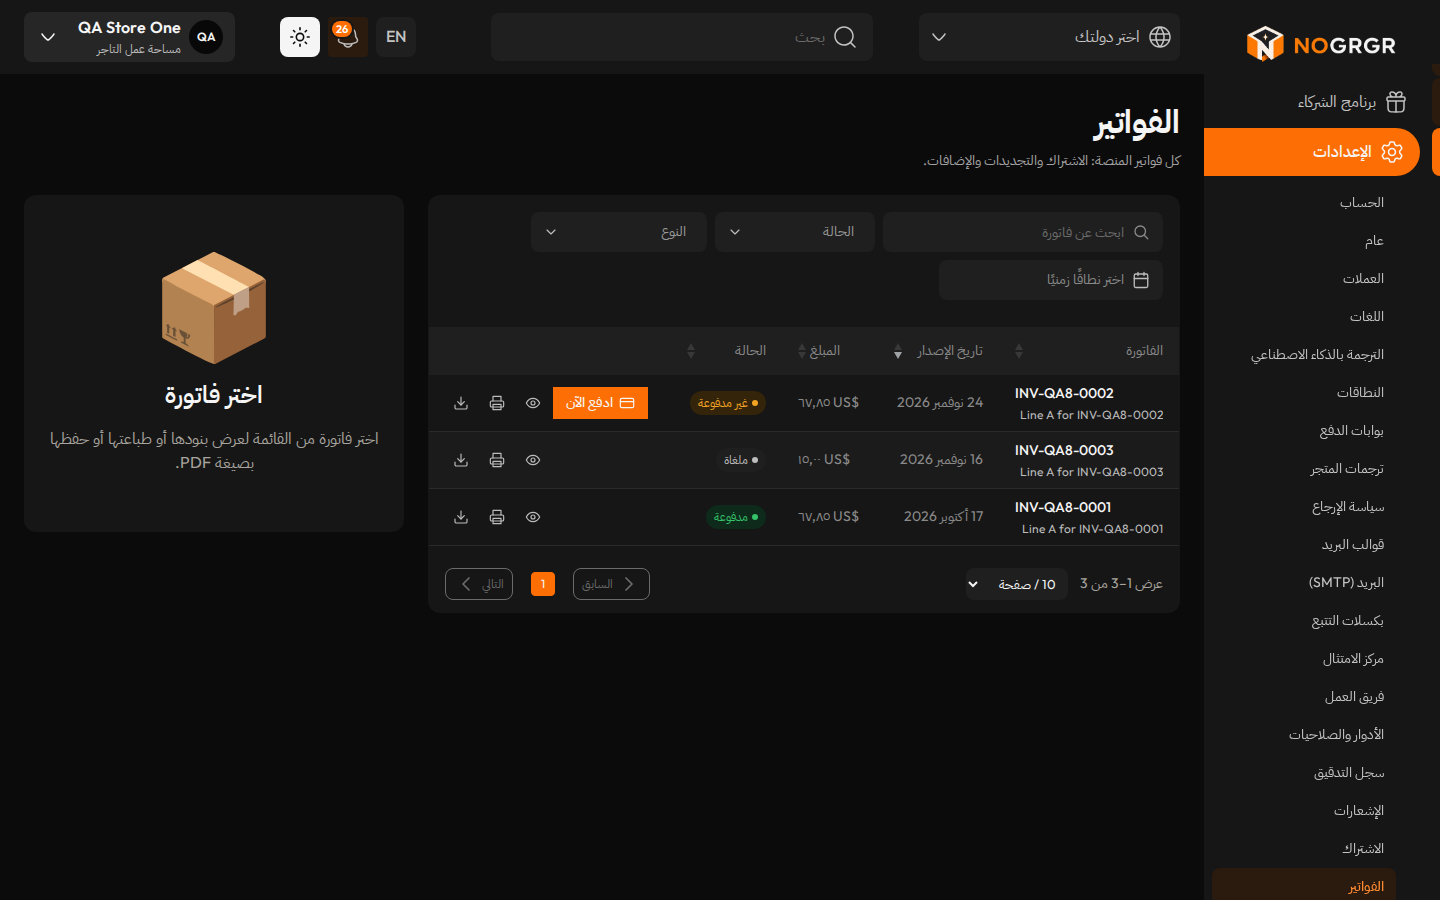 NOGRGR
اختر دولتك
بحث
EN
26
QA Store One
مساحة عمل التاجر
QA
برنامج الشركاء
الإعدادات
الحساب
عام
العملات
اللغات
الترجمة بالذكاء الاصطناعي
النطاقات
بوابات الدفع
ترجمات المتجر
سياسة الإرجاع
قوالب البريد
البريد (SMTP)
بكسلات التتبع
مركز الامتثال
فريق العمل
الأدوار والصلاحيات
سجل التدقيق
الإشعارات
الاشتراك
الفواتير
الفواتير
كل فواتير المنصة: الاشتراك والتجديدات والإضافات.
ابحث عن فاتورة
الحالة
النوع
اختر نطاقًا زمنيًا
الفاتورة
تاريخ الإصدار
المبلغ
الحالة
INV-QA8-0002
Line A for INV-QA8-0002
24 نوفمبر 2026
٦٧,٨٥ US$
غير مدفوعة
ادفع الآن
INV-QA8-0003
Line A for INV-QA8-0003
16 نوفمبر 2026
١٥,٠٠ US$
ملغاة
INV-QA8-0001
Line A for INV-QA8-0001
17 أكتوبر 2026
٦٧,٨٥ US$
مدفوعة
عرض 1–3 من 3
10 / صفحة
السابق
1
التالي
اختر فاتورة
اختر فاتورة من القائمة لعرض بنودها أو طباعتها أو حفظها
بصيغة PDF.